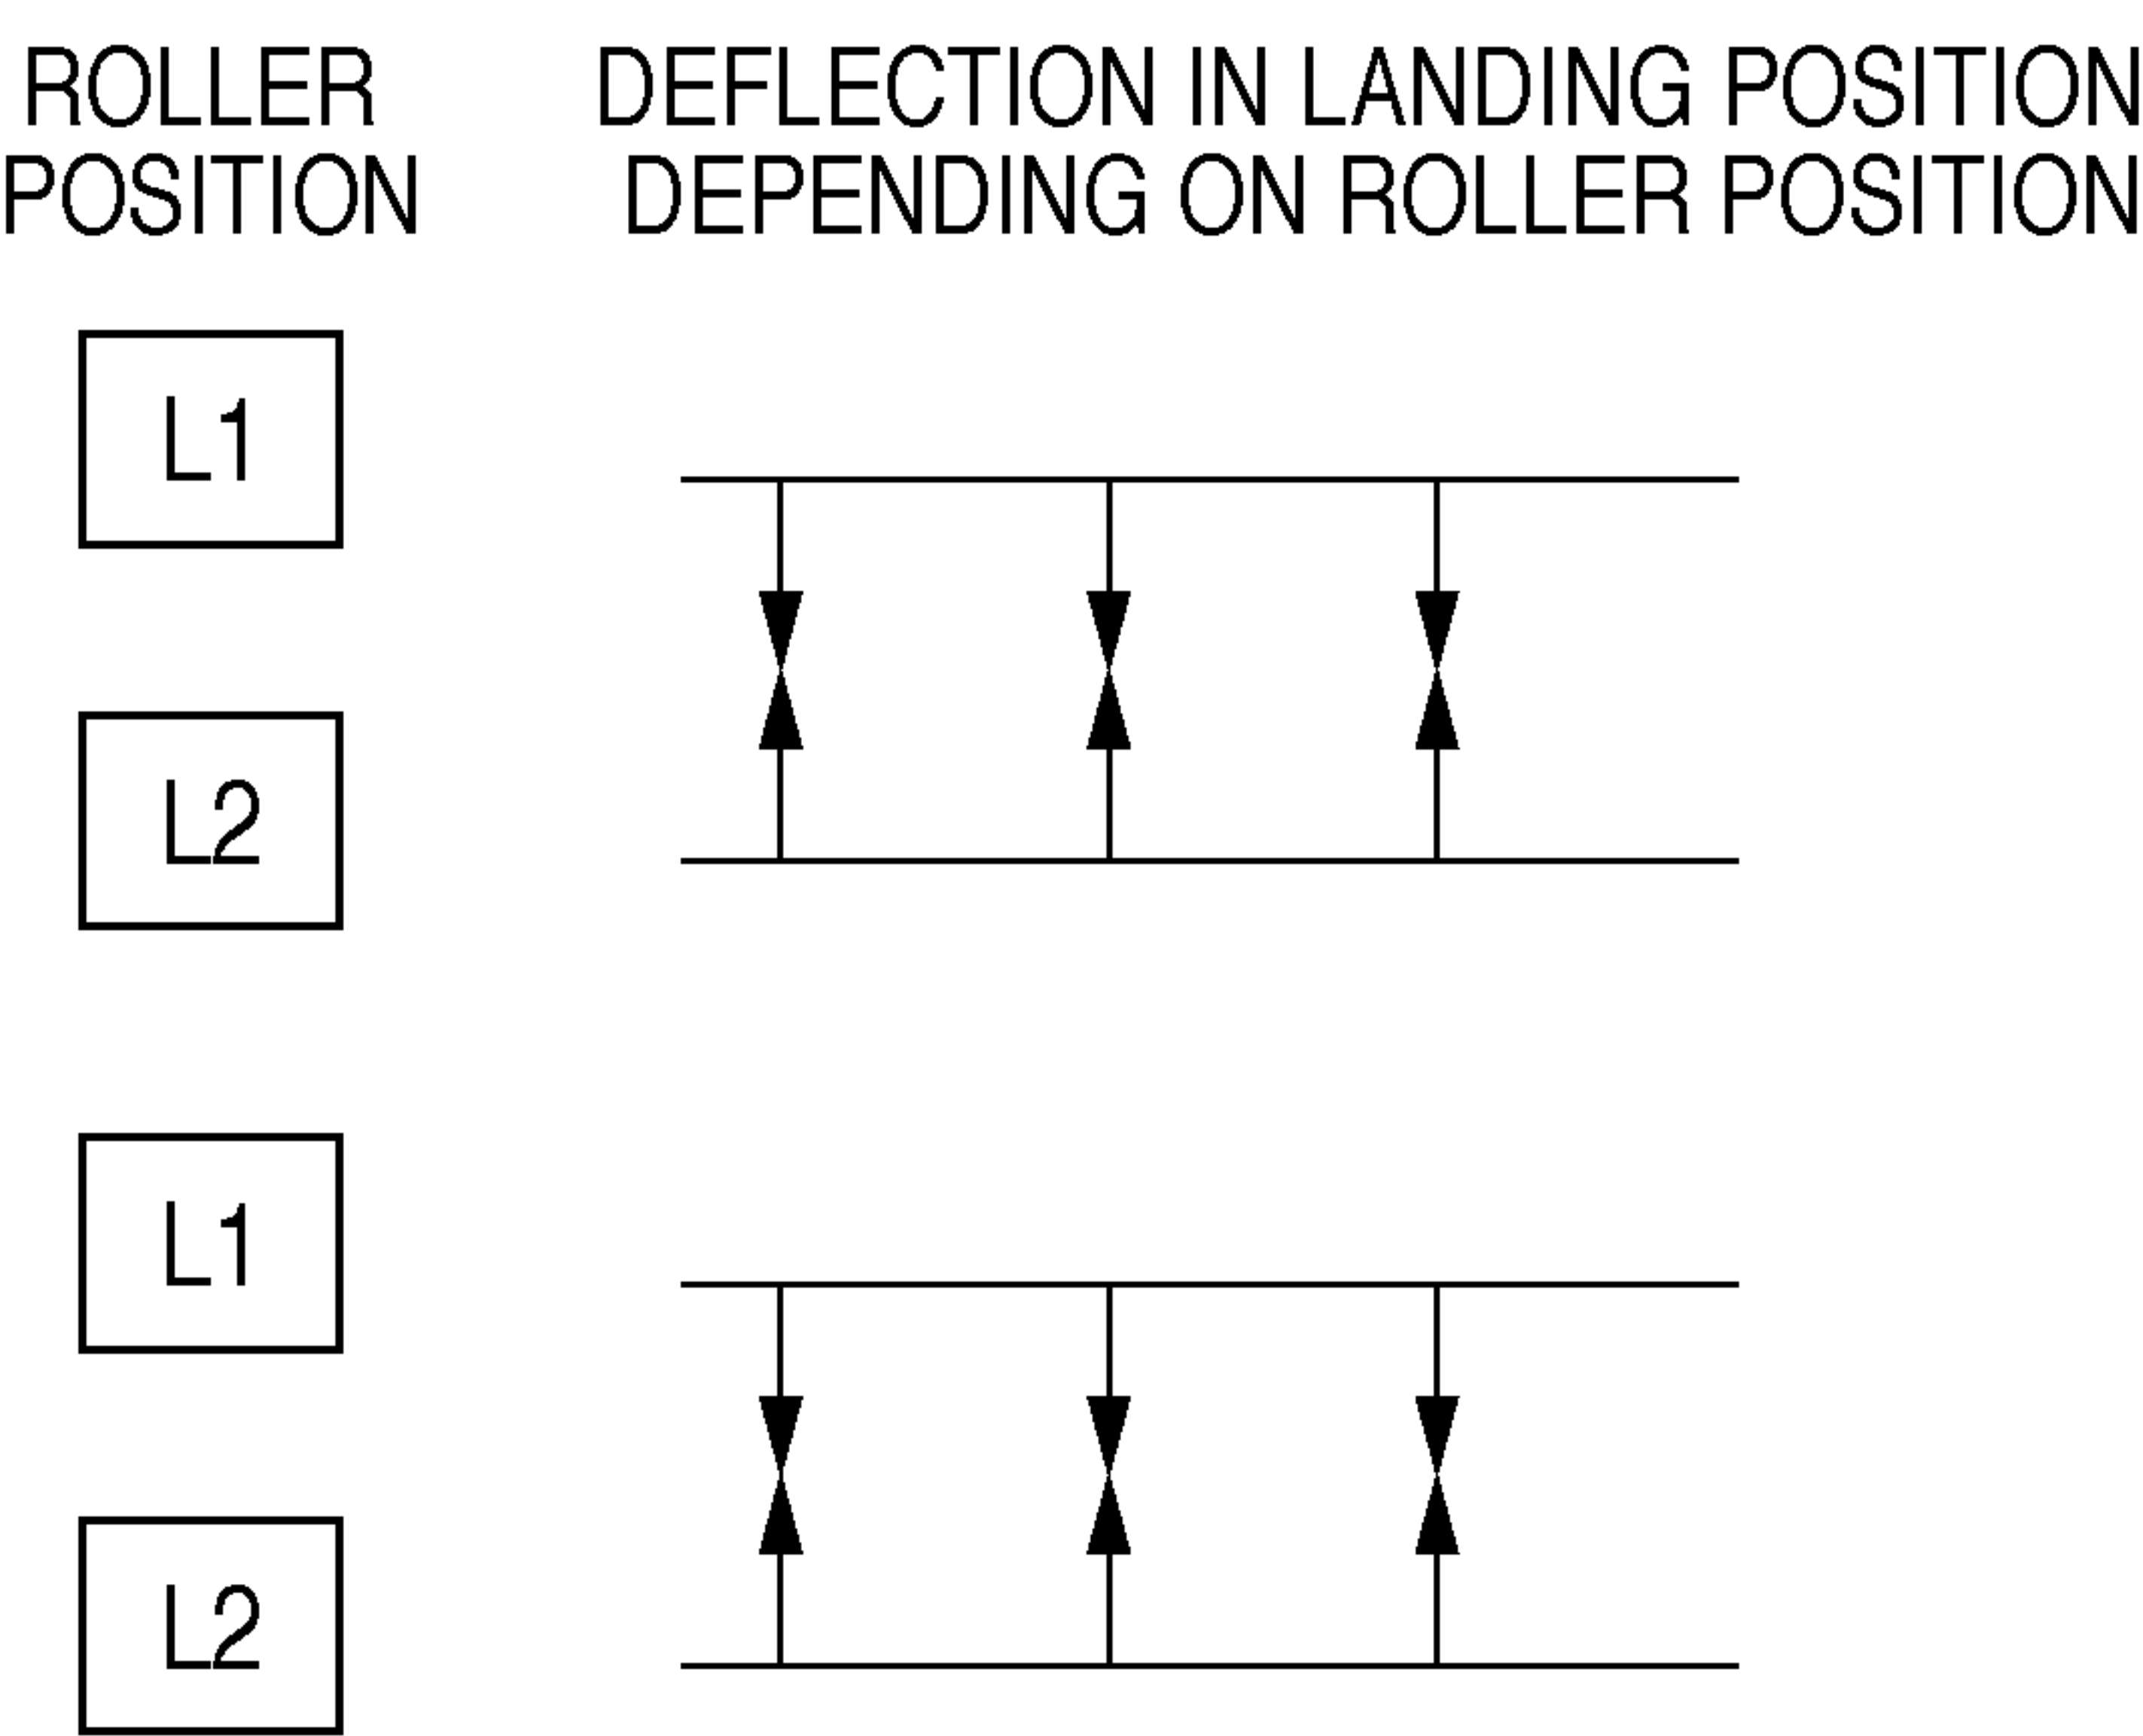 ROLLER POSITION
DEFLECTION IN LANDING POSITION
DEPENDING ON ROLLER POSITION
L1
L2
L1
L2